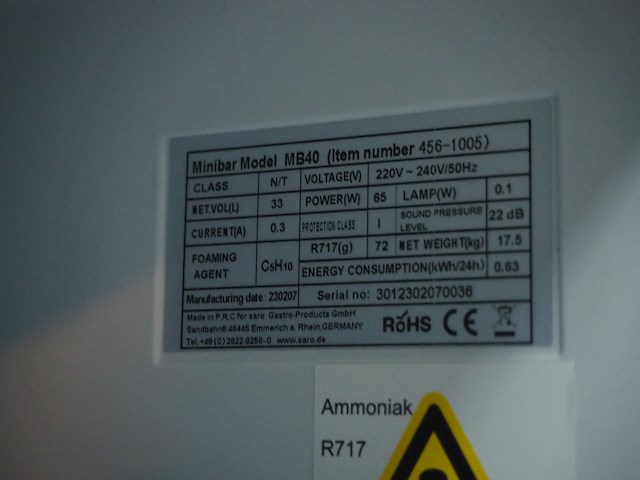 Minibar Model MB40 (Item number 456-1005)
CLASS N/T VOLTAGE(V) 220V ~ 240V/50Hz
NET.VOL(L) 33 POWER(W) 65 LAMP(W) 0.1
CURRENT(A) 0.3 PROTECTION CLASS I SOUND PRESSURE LEVEL 22 dB
FOAMING AGENT C5H10 R717(g) 72 NET WEIGHT(kg) 17.5
ENERGY CONSUMPTION(kWh/24h) 0.63
Manufacturing date: 230207 Serial no: 3012302070036
Made in P.R.C for saro Gastro-Products GmbH
Sandbahn6.46446 Emmerich a. Rhein,GERMANY
Tel.+49(0)2822-9258-0 www.saro.de
RoHS CE
Ammoniak
R717